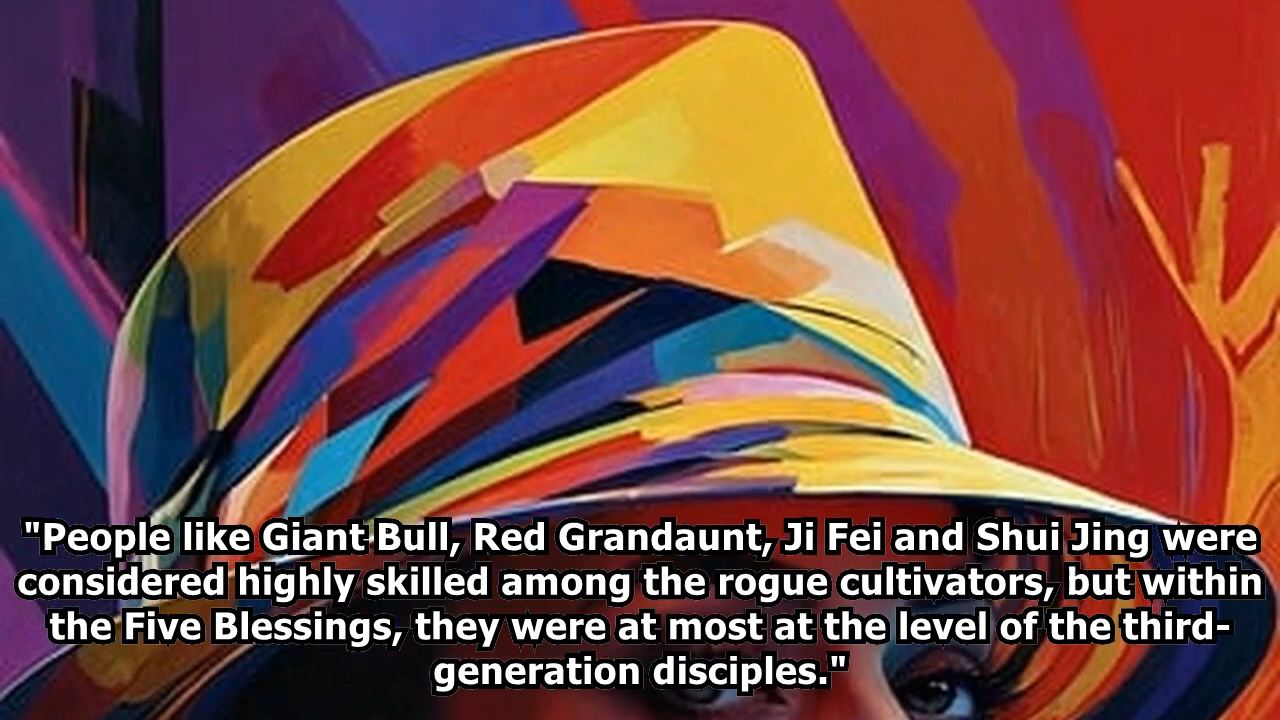 "People like Giant Bull, Red Grandaunt, Ji Fei and Shui Jing were
considered highly skilled among the rogue cultivators, but within
the Five Blessings, they were at most at the level of the third-
generation disciples."